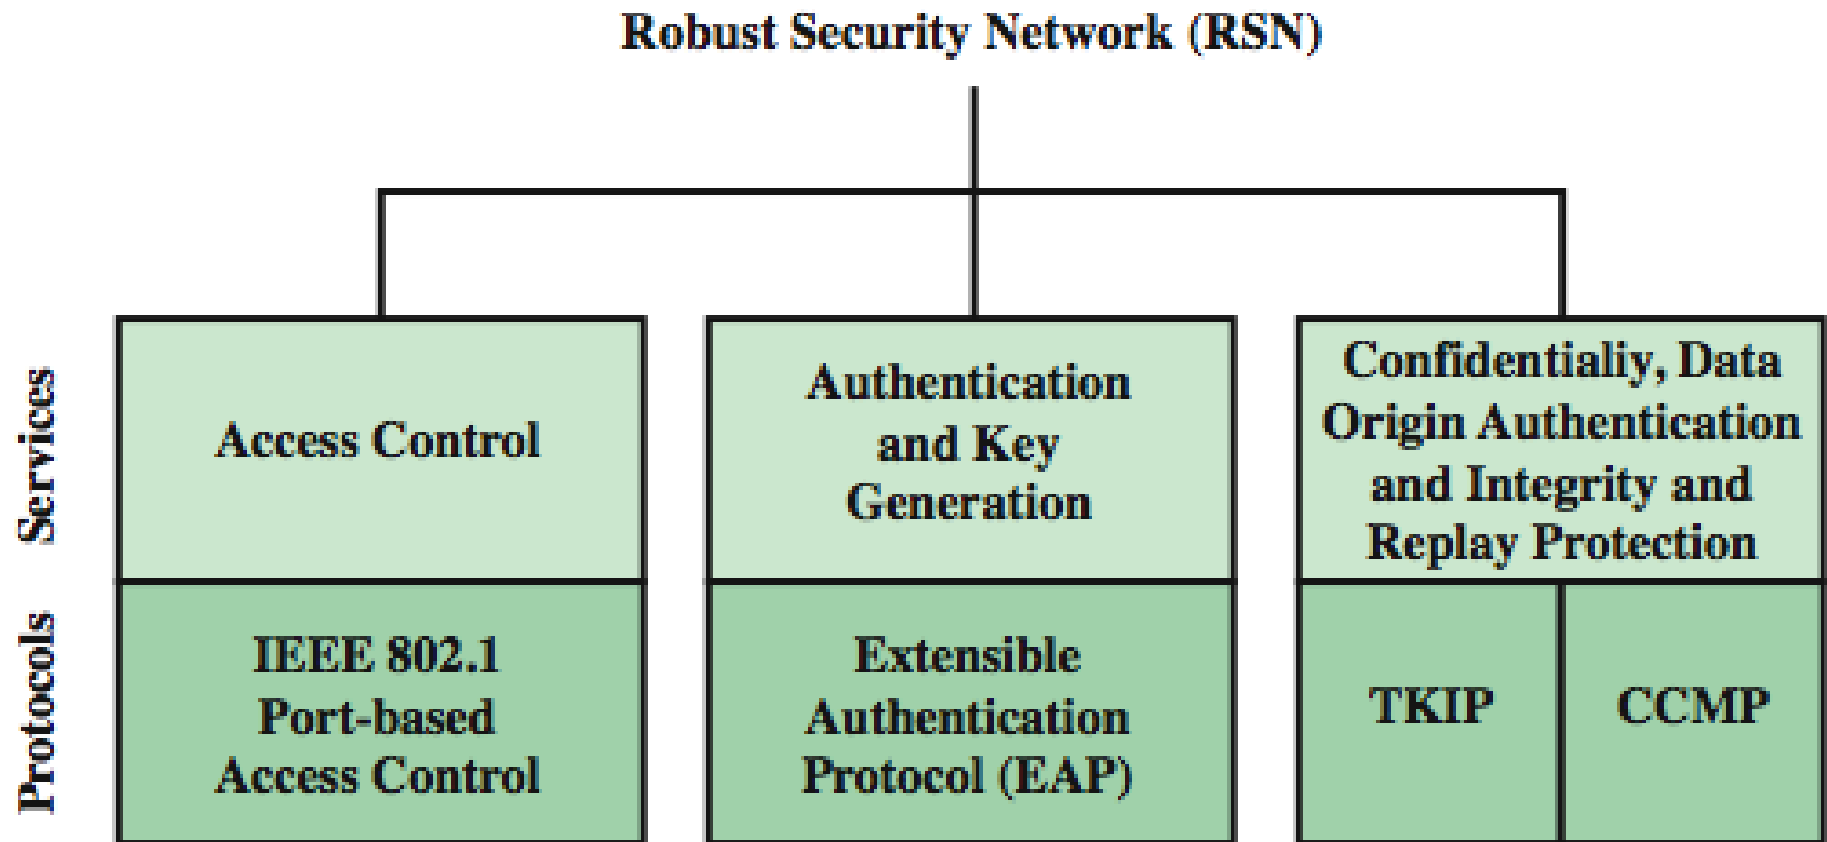 Robust Security Network (RSN)
Services
Access Control
Authentication
and Key
Generation
Confidentialiy, Data
Origin Authentication
and Integrity and
Replay Protection
Protocols
IEEE 802.1
Port-based
Access Control
Extensible
Authentication
Protocol (EAP)
TKIP
CCMP